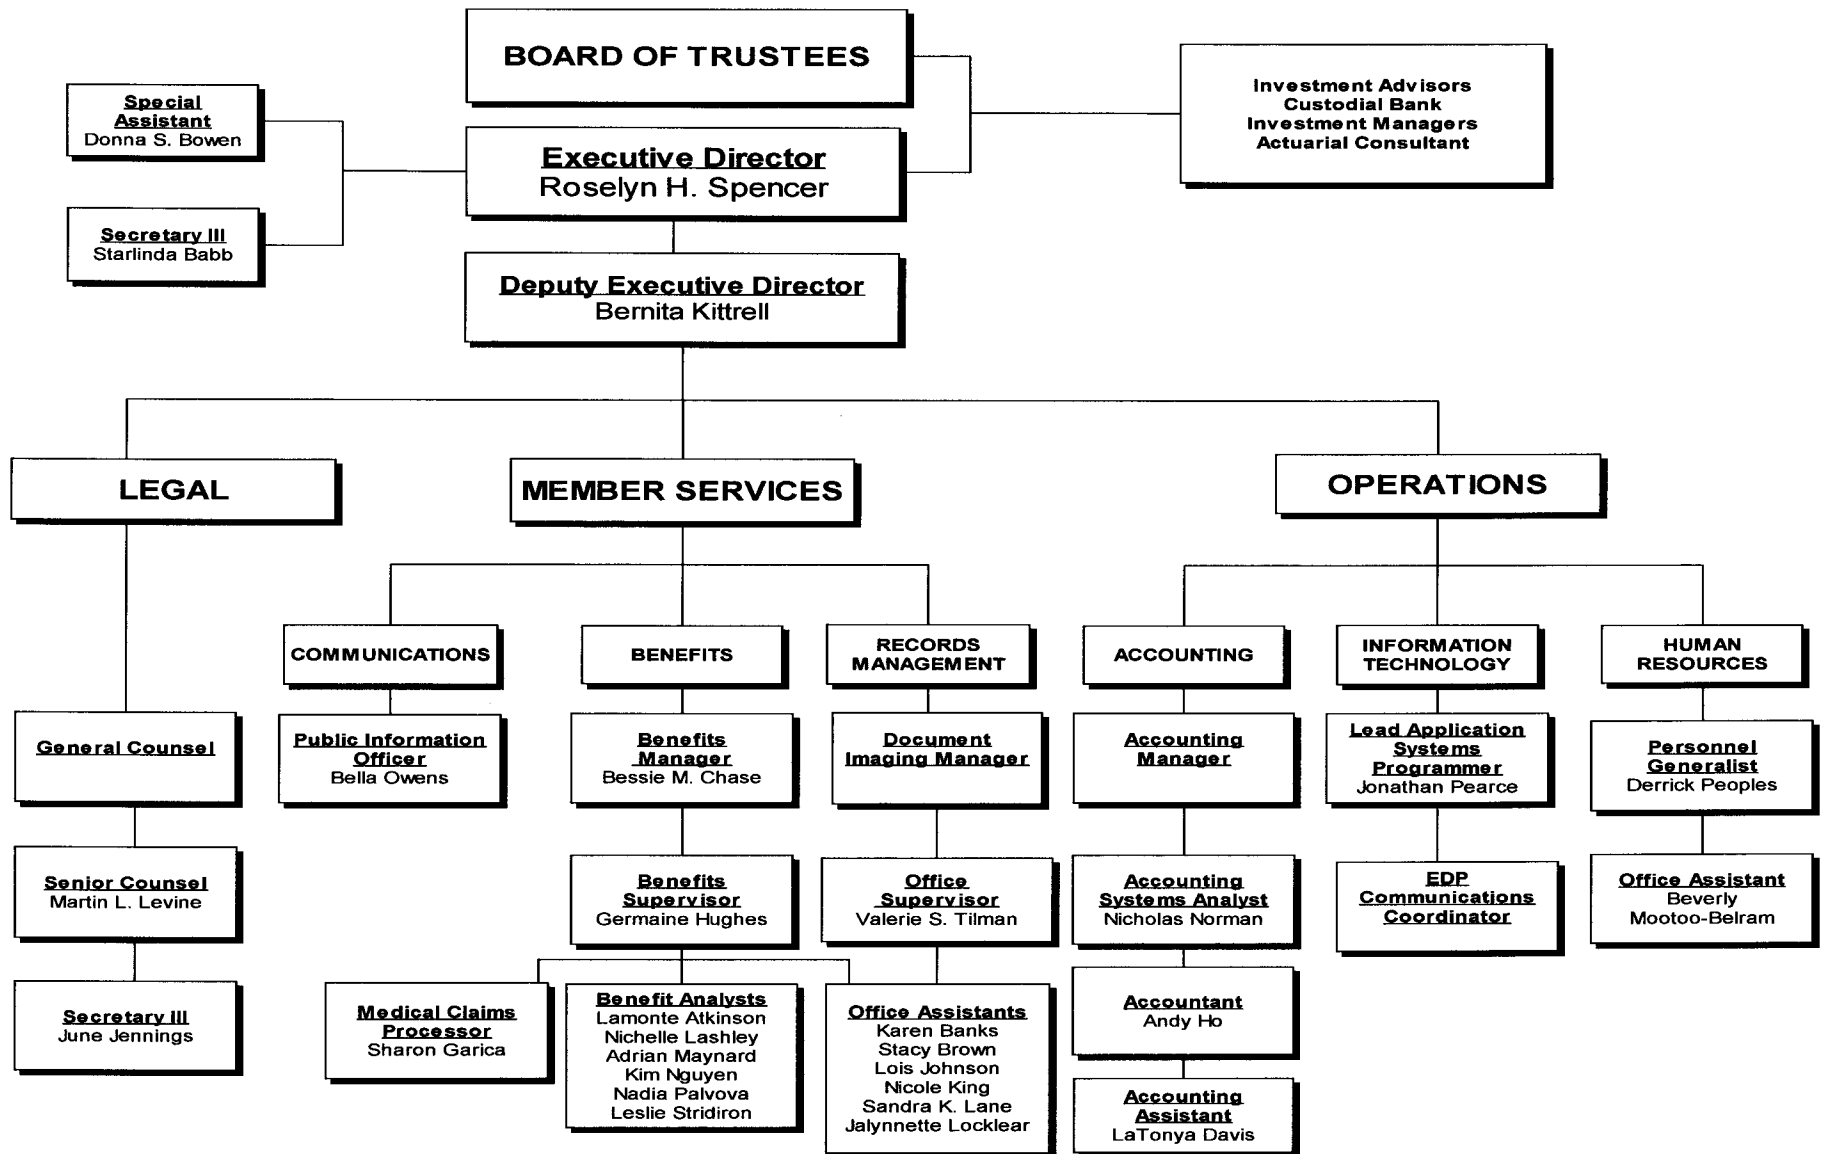 BOARD OF TRUSTEES
Investment Advisors
Custodial Bank
Investment Managers
Actuarial Consultant
Special
Assistant
Donna S. Bowen
Executive Director
Roselyn H. Spencer
Secretary III
Starlinda Babb
Deputy Executive Director
Bernita Kittrell
LEGAL
MEMBER SERVICES
OPERATIONS
COMMUNICATIONS
BENEFITS
RECORDS
MANAGEMENT
ACCOUNTING
INFORMATION
TECHNOLOGY
HUMAN
RESOURCES
General Counsel
Public Information
Officer
Bella Owens
Benefits
Manager
Bessie M. Chase
Document
Imaging Manager
Accounting
Manager
Lead Application
Systems
Programmer
Jonathan Pearce
Personnel
Generalist
Derrick Peoples
Senior Counsel
Martin L. Levine
Benefits
Supervisor
Germaine Hughes
Office
Supervisor
Valerie S. Tilman
Accounting
Systems Analyst
Nicholas Norman
EDP
Communications
Coordinator
Office Assistant
Beverly
Mootoo-Belram
Secretary III
June Jennings
Medical Claims
Processor
Sharon Garica
Benefit Analysts
Lamonte Atkinson
Nichelle Lashley
Adrian Maynard
Kim Nguyen
Nadia Palvova
Leslie Stridiron
Office Assistants
Karen Banks
Stacy Brown
Lois Johnson
Nicole King
Sandra K. Lane
Jalynnette Locklear
Accountant
Andy Ho
Accounting
Assistant
LaTonya Davis